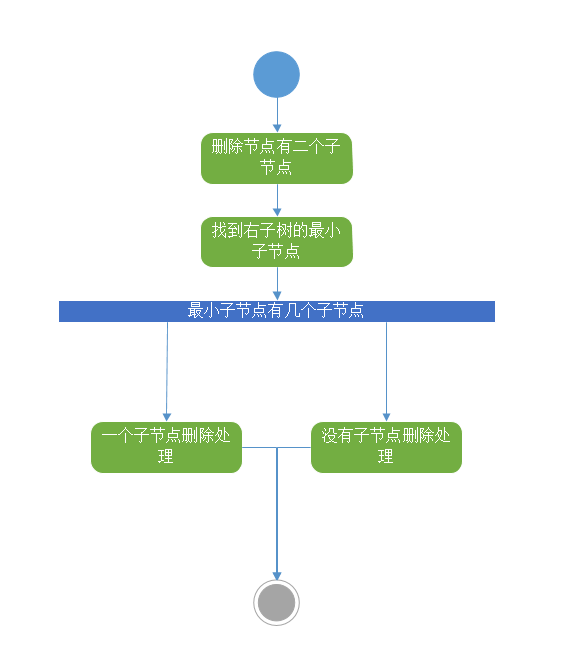 删除节点有二个子
节点
找到右子树的最小
子节点
最小子节点有几个子节点
一个子节点删除处
理
没有子节点删除处
理